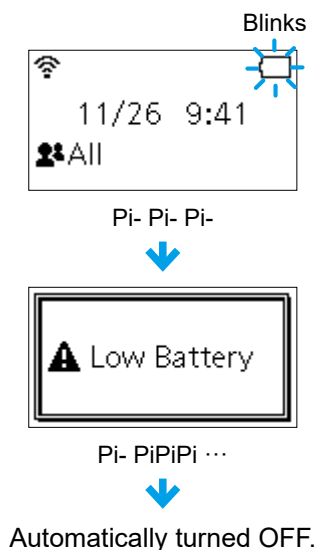 Blinks
11/26 9:41
All
Pi- Pi- Pi-
Low Battery
Pi- PiPiPi ⋯
Automatically turned OFF.